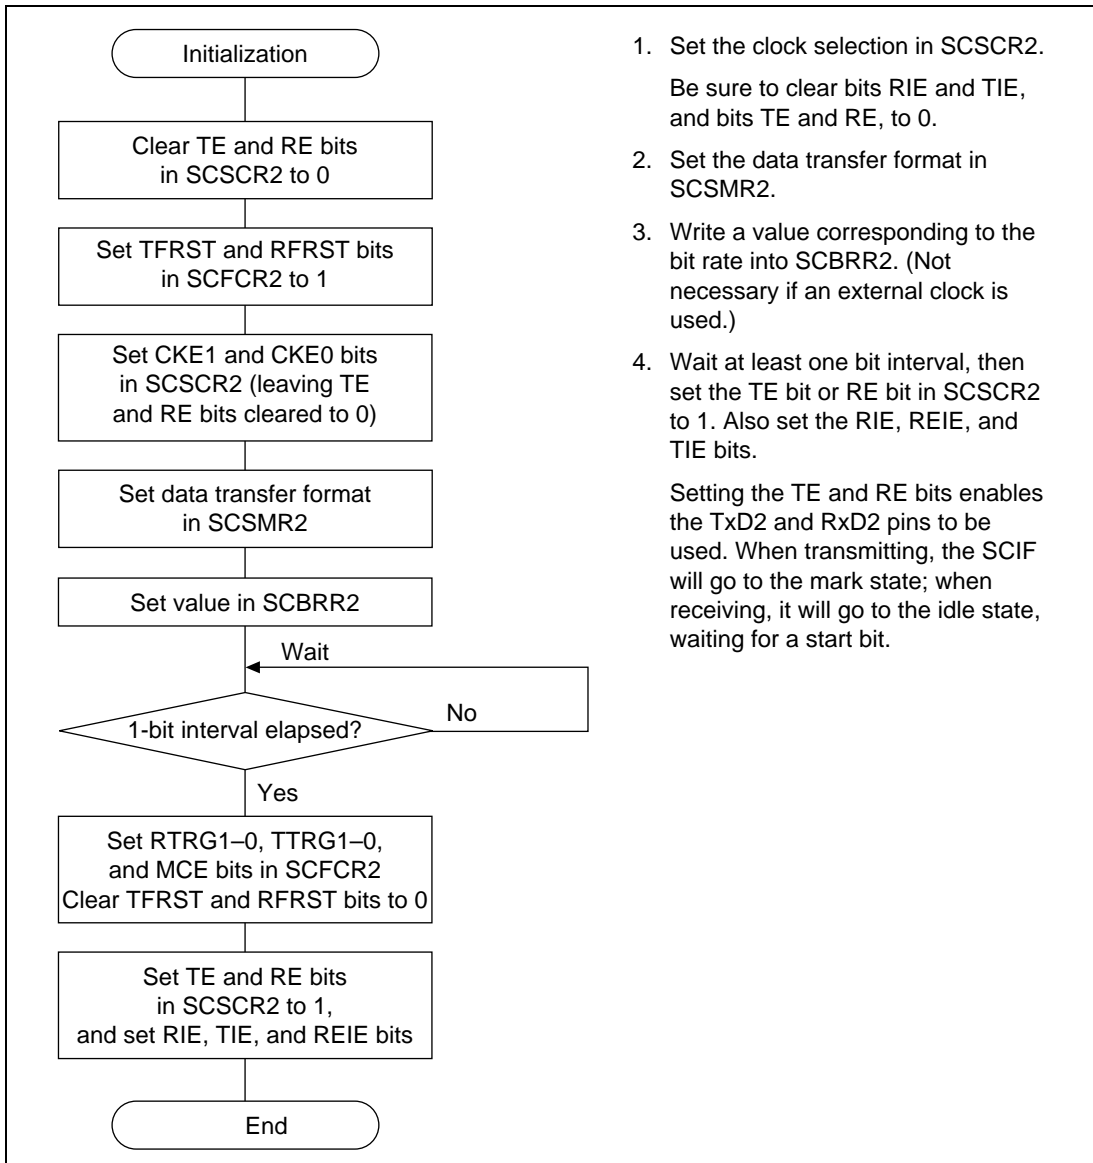 Initialization
Clear TE and RE bits
in SCSCR2 to 0
Set TFRST and RFRST bits
in SCFCR2 to 1
Set CKE1 and CKE0 bits
in SCSCR2 (leaving TE
and RE bits cleared to 0)
Set data transfer format
in SCSMR2
Set value in SCBRR2
Wait
1-bit interval elapsed?
No
Yes
Set RTRG1–0, TTRG1–0,
and MCE bits in SCFCR2
Clear TFRST and RFRST bits to 0
Set TE and RE bits
in SCSCR2 to 1,
and set RIE, TIE, and REIE bits
End
1. Set the clock selection in SCSCR2.
Be sure to clear bits RIE and TIE,
and bits TE and RE, to 0.
2. Set the data transfer format in
SCSMR2.
3. Write a value corresponding to the
bit rate into SCBRR2. (Not
necessary if an external clock is
used.)
4. Wait at least one bit interval, then
set the TE bit or RE bit in SCSCR2
to 1. Also set the RIE, REIE, and
TIE bits.
Setting the TE and RE bits enables
the TxD2 and RxD2 pins to be
used. When transmitting, the SCIF
will go to the mark state; when
receiving, it will go to the idle state,
waiting for a start bit.